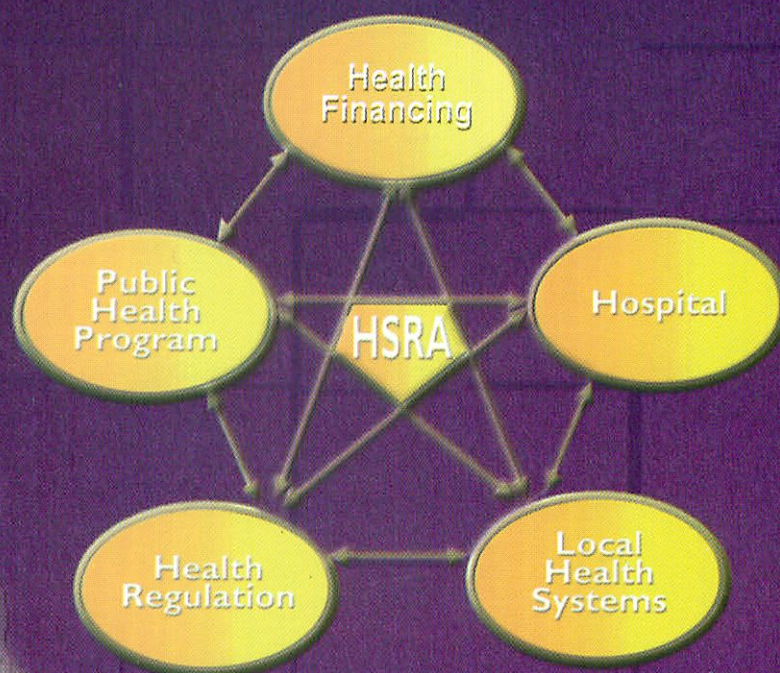 Health
Financing
Public
Health
Program
Hospital
HSRA
Health
Regulation
Local
Health
Systems